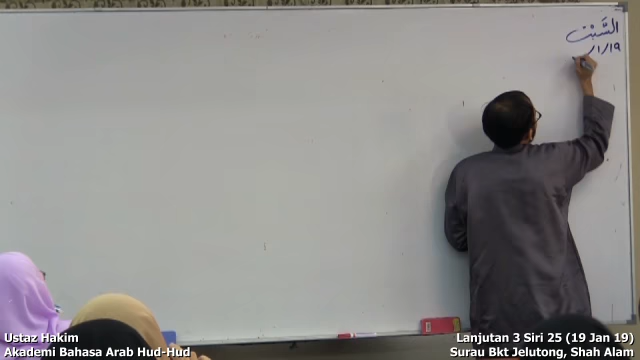 السَّبْت
١٩/١/
Ustaz Hakim
Akademi Bahasa Arab Hud-Hud
Lanjutan 3 Siri 25 (19 Jan 19)
Surau Bkt Jelutong, Shah Alam